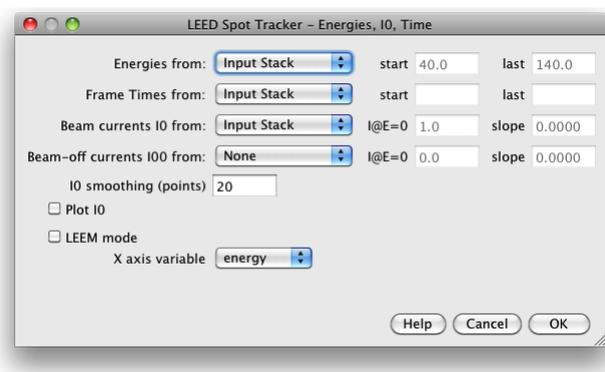 LEED Spot Tracker – Energies, I0, Time
Energies from: Input Stack start 40.0 last 140.0
Frame Times from: Input Stack start last
Beam currents I0 from: Input Stack I@E=0 1.0 slope 0.0000
Beam-off currents I00 from: None I@E=0 0.0 slope 0.0000
I0 smoothing (points) 20
Plot I0
LEEM mode
X axis variable energy
Help Cancel OK